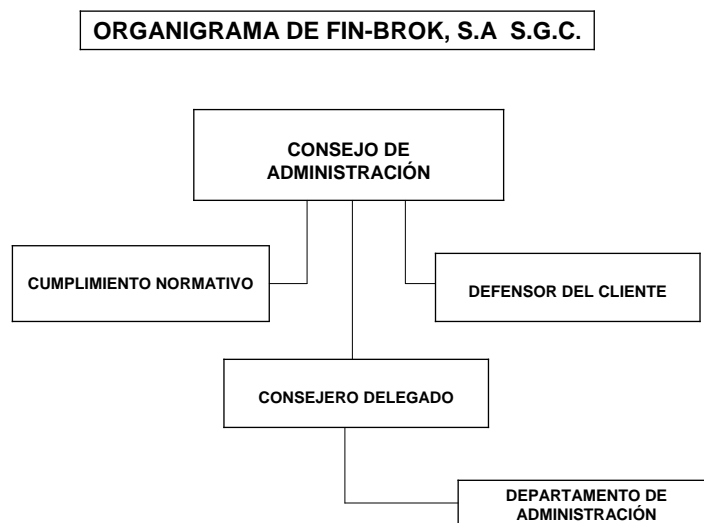 ORGANIGRAMA DE FIN-BROK, S.A  S.G.C.
CONSEJO DE
ADMINISTRACIÓN
CUMPLIMIENTO NORMATIVO
DEFENSOR DEL CLIENTE
CONSEJERO DELEGADO
DEPARTAMENTO DE
ADMINISTRACIÓN